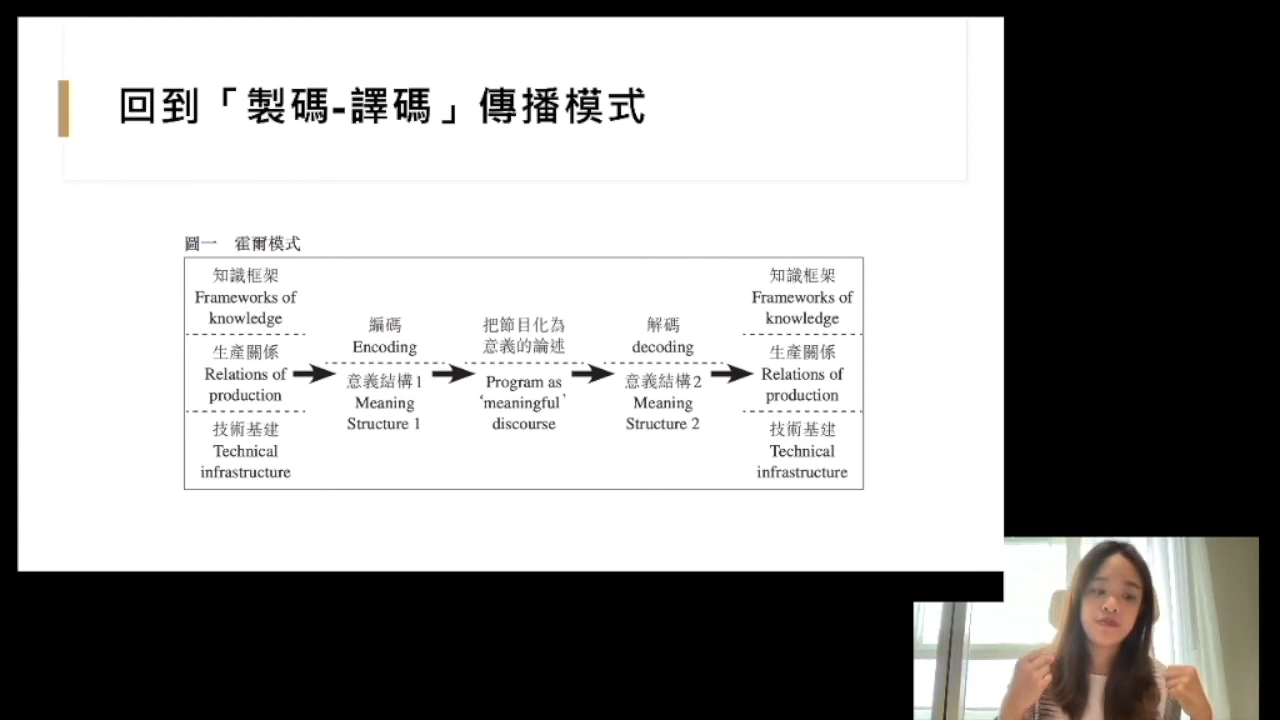 回到「製碼-譯碼」傳播模式
圖一 霍爾模式
知識框架
Frameworks of
knowledge
生產關係
Relations of
production
技術基建
Technical
infrastructure
編碼
Encoding
意義結構1
Meaning
Structure 1
把節目化為
意義的論述
Program as
‘meaningful’
discourse
解碼
decoding
意義結構2
Meaning
Structure 2
知識框架
Frameworks of
knowledge
生產關係
Relations of
production
技術基建
Technical
infrastructure